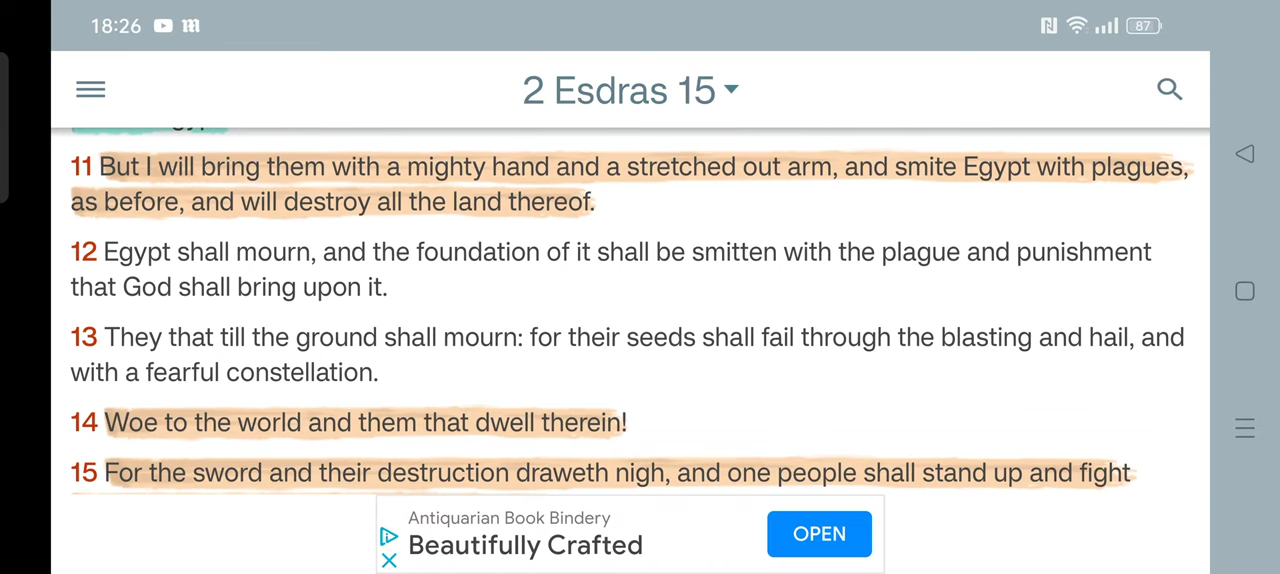 18:26
87
2 Esdras 15
11 But I will bring them with a mighty hand and a stretched out arm, and smite Egypt with plagues,
as before, and will destroy all the land thereof.
12 Egypt shall mourn, and the foundation of it shall be smitten with the plague and punishment
that God shall bring upon it.
13 They that till the ground shall mourn: for their seeds shall fail through the blasting and hail, and
with a fearful constellation.
14 Woe to the world and them that dwell therein!
15 For the sword and their destruction draweth nigh, and one people shall stand up and fight
Antiquarian Book Bindery
Beautifully Crafted
OPEN